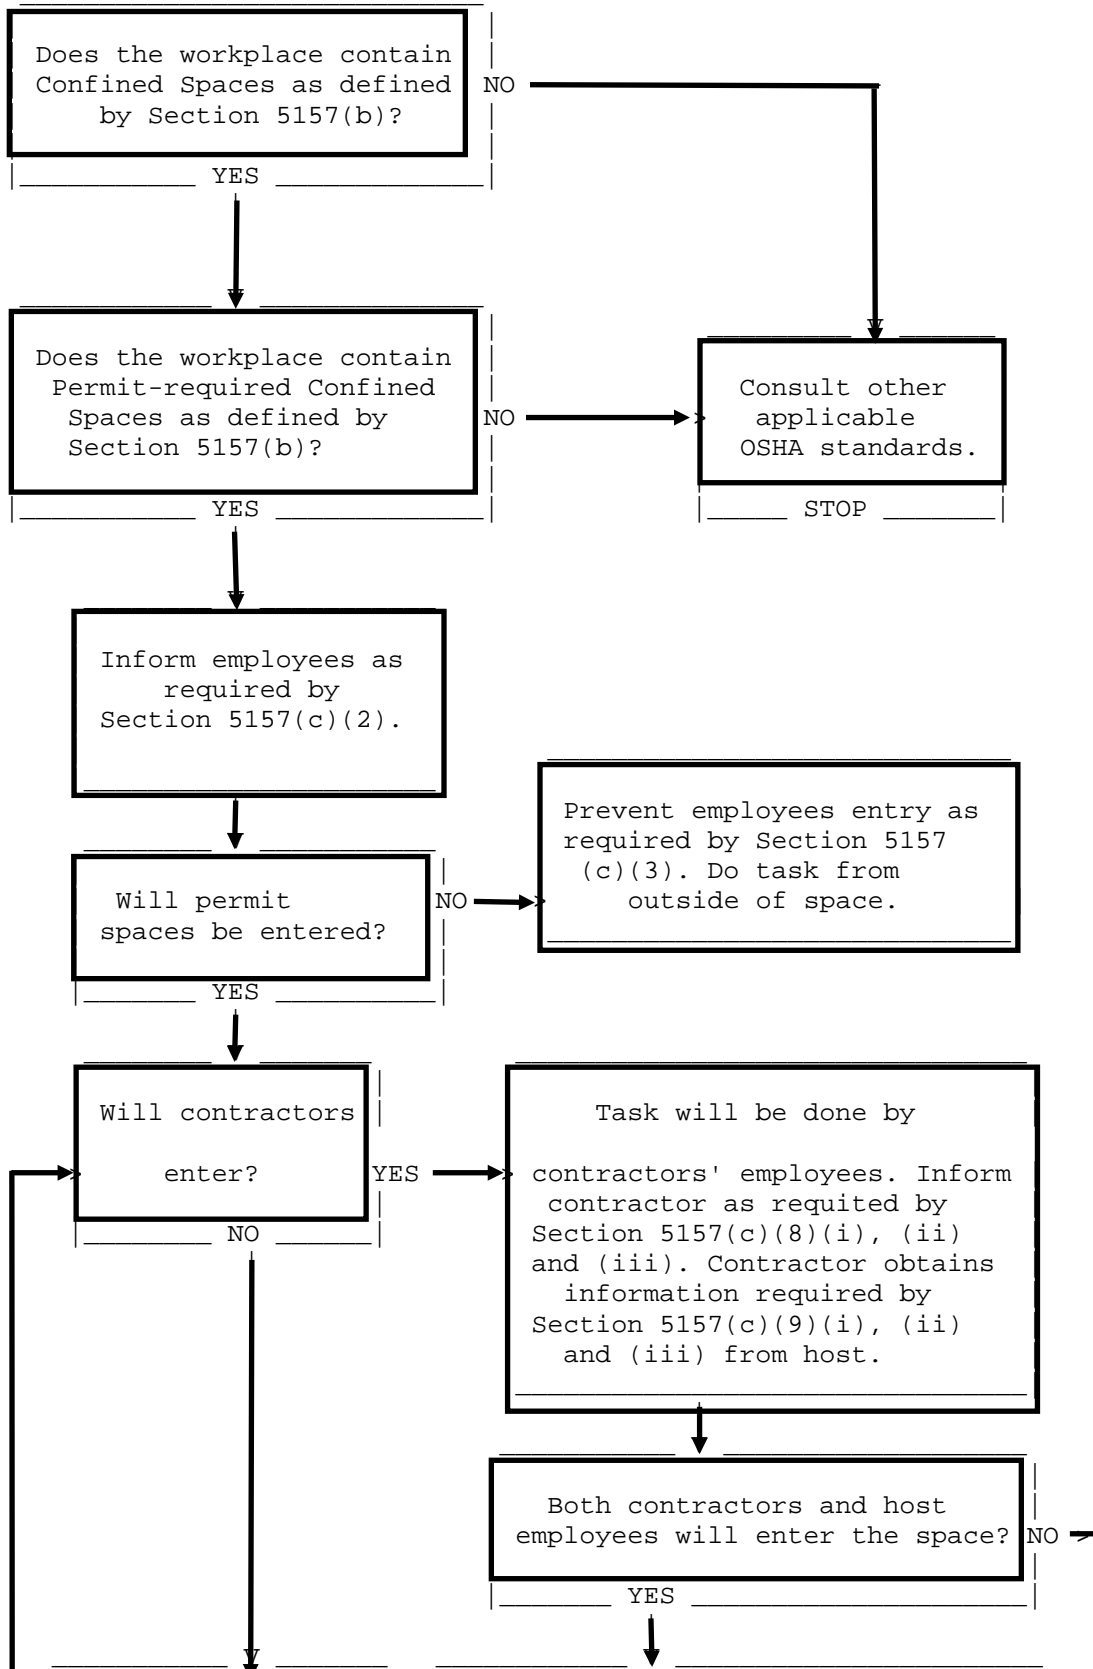 Does the workplace contain
Confined Spaces as defined
by Section 5157(b)?
NO
YES
Does the workplace contain
Permit-required Confined
Spaces as defined by
Section 5157(b)?
NO
YES
Consult other
applicable
OSHA standards.
STOP
Inform employees as
required by
Section 5157(c)(2).
Will permit
spaces be entered?
NO
YES
Prevent employees entry as
required by Section 5157
(c)(3). Do task from
outside of space.
Will contractors
enter?
YES
NO
Task will be done by
contractors' employees. Inform
contractor as requited by
Section 5157(c)(8)(i), (ii)
and (iii). Contractor obtains
information required by
Section 5157(c)(9)(i), (ii)
and (iii) from host.
Both contractors and host
employees will enter the space?
NO
YES